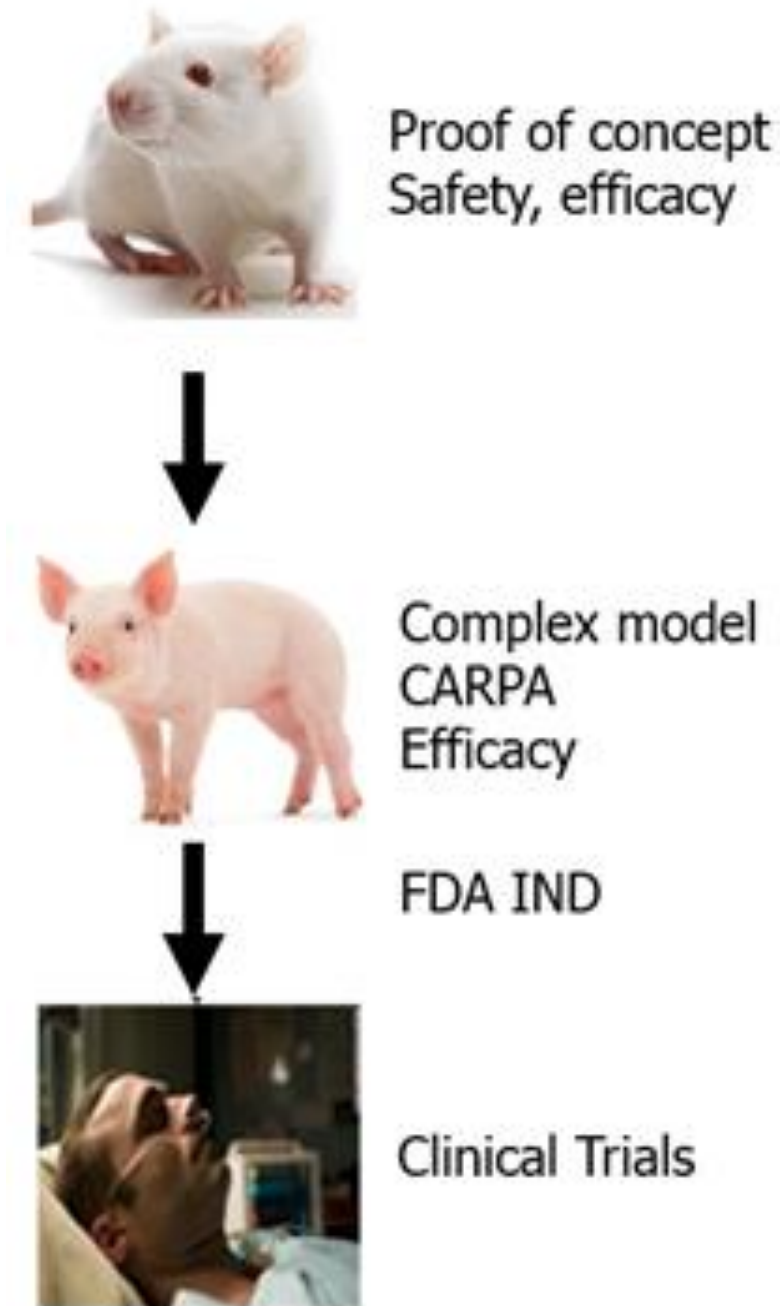 Proof of concept
Safety, efficacy
Complex model
CARPA
Efficacy
FDA IND
Clinical Trials